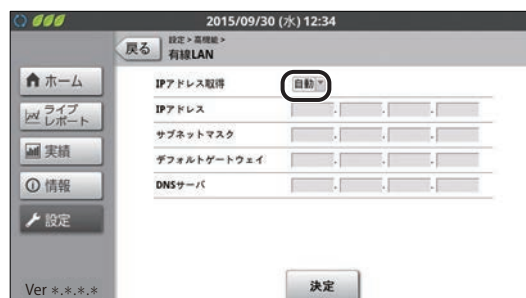 2015/09/30 (水) 12:34
戻る
設定 > 高機能 >
有線LAN
ホーム
ライブ
レポート
実績
情報
設定
Ver *.*.*.*
IPアドレス取得
自動
IPアドレス
. . .
サブネットマスク
. . .
デフォルトゲートウェイ
. . .
DNSサーバ
. . .
決定